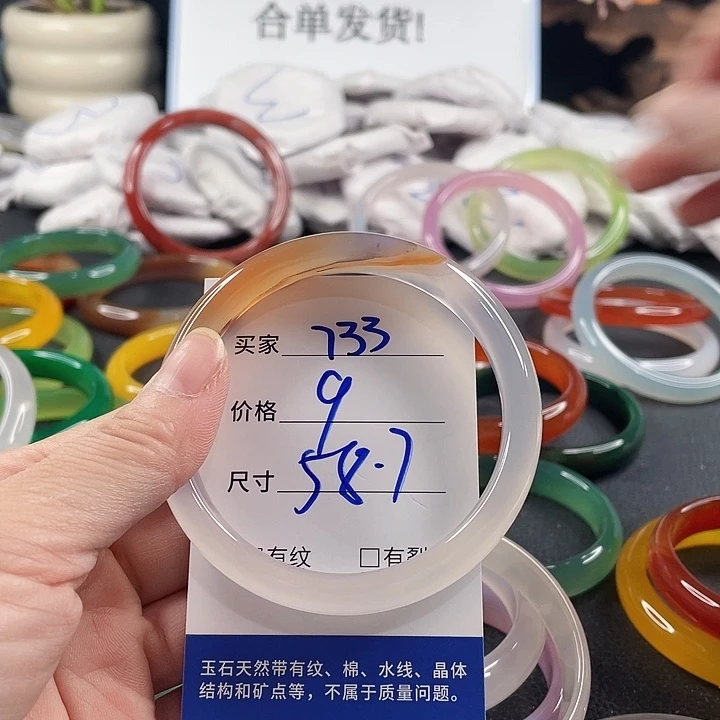 合单发货!
买家 733
价格 9
尺寸 58.7
有纹 □有裂
玉石天然带有纹、棉、水线、晶体
结构和矿点等，不属于质量问题。